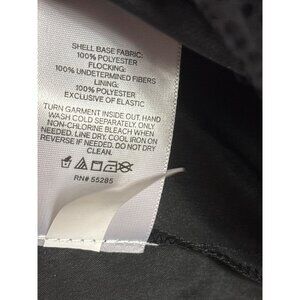 SHELL BASE FABRIC:
100% POLYESTER
FLOCKING:
100% UNDETERMINED FIBERS
LINING:
100% POLYESTER
EXCLUSIVE OF ELASTIC
TURN GARMENT INSIDE OUT. HAND
WASH COLD SEPARATELY. ONLY
NON-CHLORINE BLEACH WHEN
NEEDED. LINE DRY. COOL IRON ON
REVERSE IF NEEDED. DO NOT DRY
CLEAN.
RN# 55285